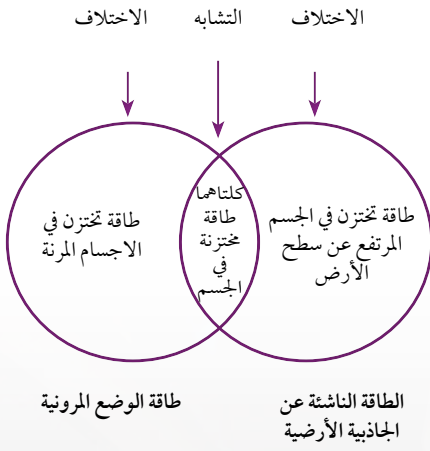 الاختلاف
التشابه
الاختلاف
طاقة تختزن في الجسم
المرتفع عن سطح
الأرض
كلتاهما
طاقة
مختزنة
في
الجسم
طاقة تختزن في
الاجسام المرنة
الطاقة الناشئة عن
الجاذبية الأرضية
طاقة الوضع المرونية